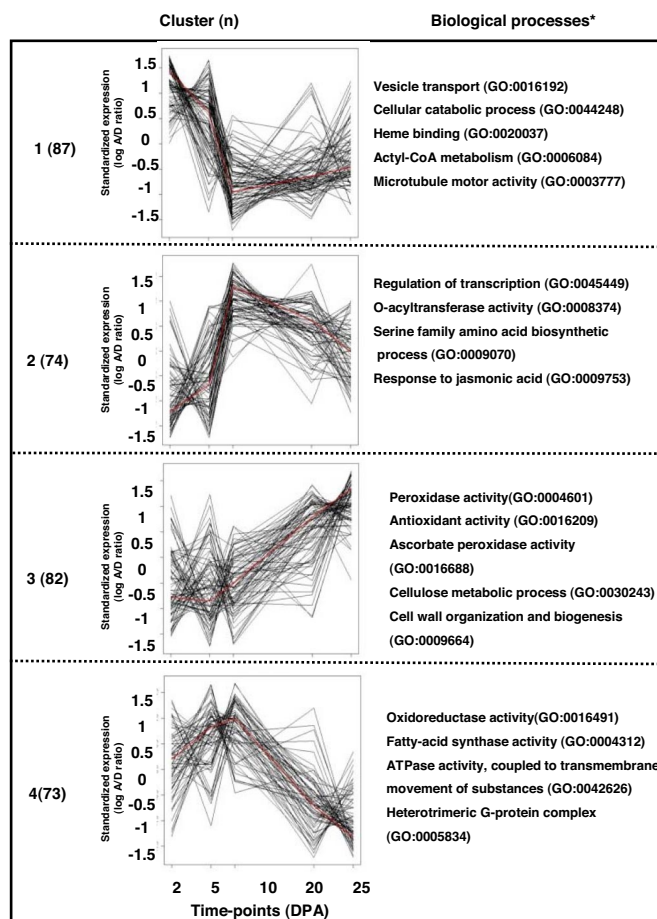 Cluster (n)
Biological processes*
1 (87)
Standardized expression
(log A/D ratio)
1.5
1
0.5
0
-0.5
-1
-1.5
Vesicle transport (GO:0016192)
Cellular catabolic process (GO:0044248)
Heme binding (GO:0020037)
Actyl-CoA metabolism (GO:0006084)
Microtubule motor activity (GO:0003777)
2 (74)
Standardized expression
(log A/D ratio)
1.5
1
0.5
0
-0.5
-1
-1.5
Regulation of transcription (GO:0045449)
O-acyltransferase activity (GO:0008374)
Serine family amino acid biosynthetic
process (GO:0009070)
Response to jasmonic acid (GO:0009753)
3 (82)
Standardized expression
(log A/D ratio)
1.5
1
0.5
0
-0.5
-1
-1.5
Peroxidase activity(GO:0004601)
Antioxidant activity (GO:0016209)
Ascorbate peroxidase activity
(GO:0016688)
Cellulose metabolic process (GO:0030243)
Cell wall organization and biogenesis
(GO:0009664)
4(73)
Standardized expression
(log A/D ratio)
1.5
1
0.5
0
-0.5
-1
-1.5
Oxidoreductase activity(GO:0016491)
Fatty-acid synthase activity (GO:0004312)
ATPase activity, coupled to transmembrane
movement of substances (GO:0042626)
Heterotrimeric G-protein complex
(GO:0005834)
2 5 10 20 25
Time-points (DPA)